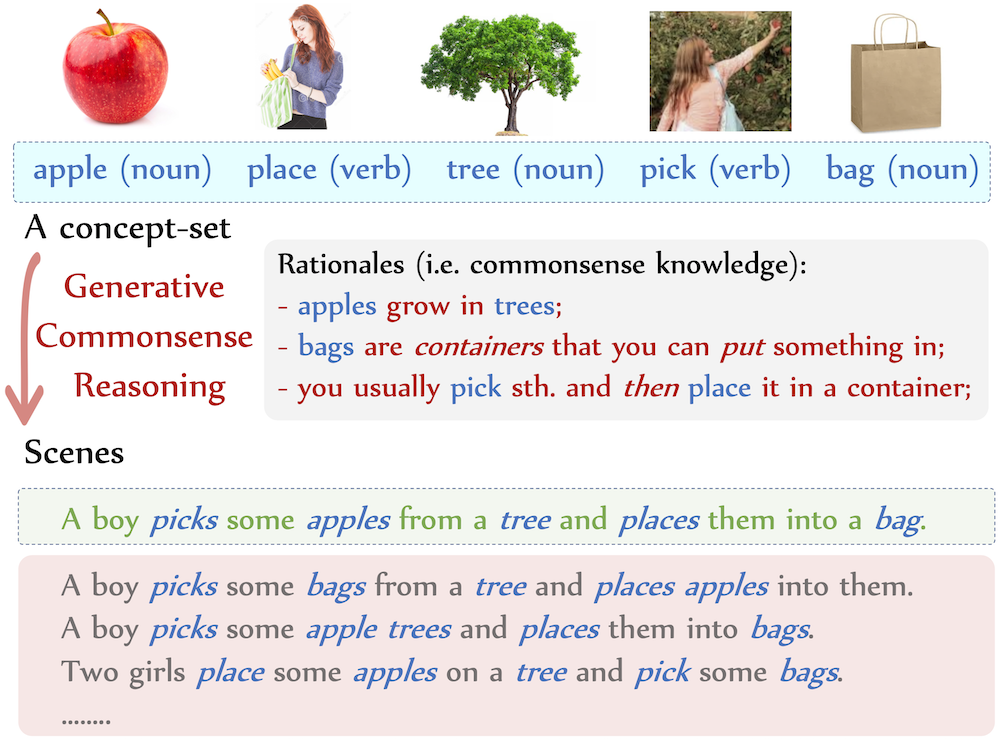 apple (noun) place (verb) tree (noun) pick (verb) bag (noun)
A concept-set
Generative
Commonsense
Reasoning
Rationales (i.e. commonsense knowledge):
- apples grow in trees;
- bags are containers that you can put something in;
- you usually pick sth. and then place it in a container;
Scenes
A boy picks some apples from a tree and places them into a bag.
A boy picks some bags from a tree and places apples into them.
A boy picks some apple trees and places them into bags.
Two girls place some apples on a tree and pick some bags.
........